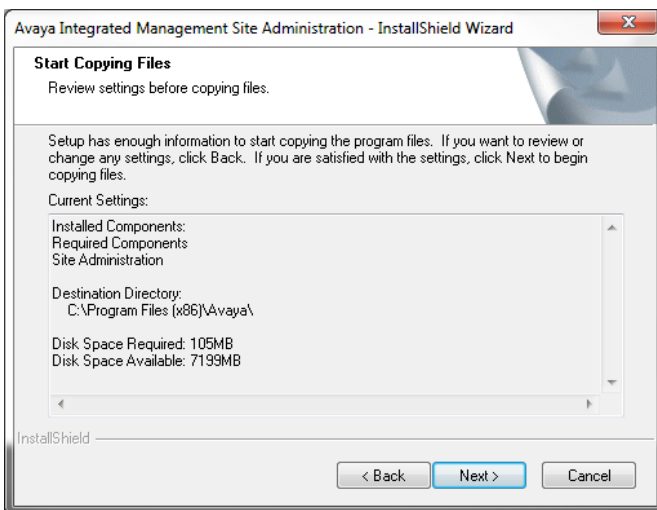 Avaya Integrated Management Site Administration - InstallShield Wizard
Start Copying Files
Review settings before copying files.
Setup has enough information to start copying the program files.  If you want to review or
change any settings, click Back.  If you are satisfied with the settings, click Next to begin
copying files.
Current Settings:
Installed Components:
Required Components
Site Administration
Destination Directory:
C:\Program Files (x86)\Avaya\
Disk Space Required: 105MB
Disk Space Available: 7199MB
InstallShield
< Back
Next >
Cancel